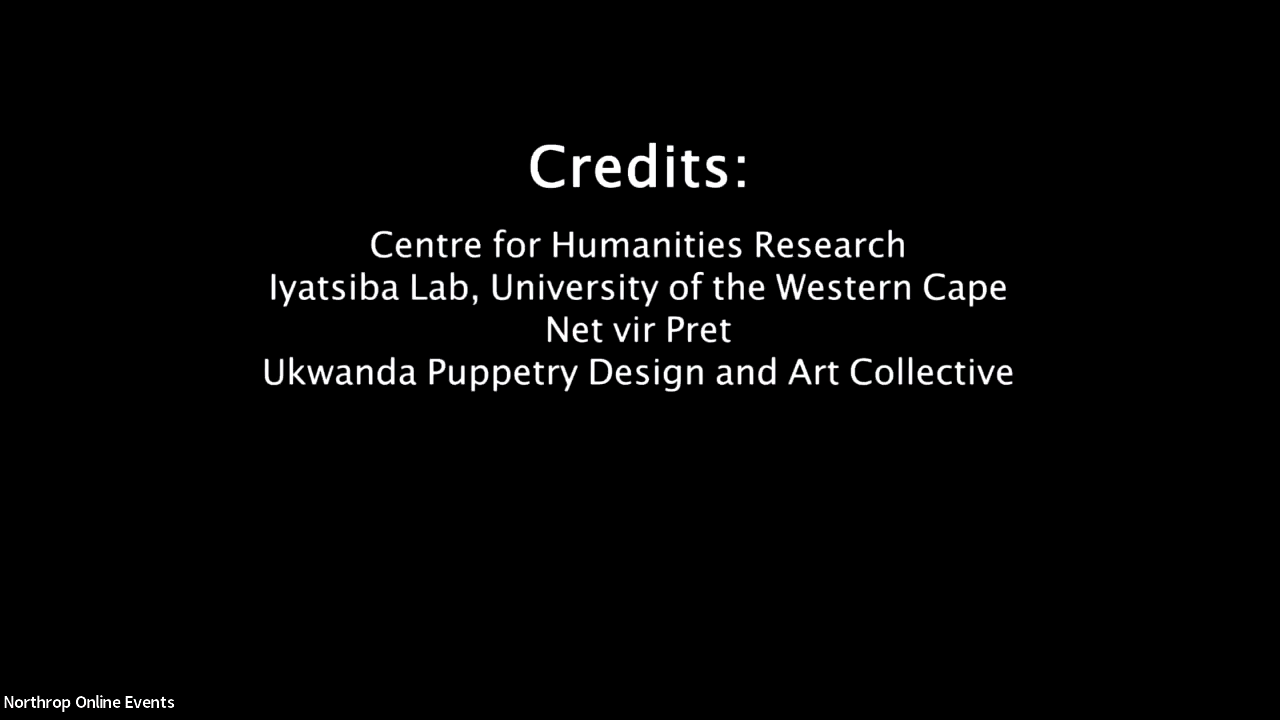 Credits:
Centre for Humanities Research
Iyatsiba Lab, University of the Western Cape
Net vir Pret
Ukwanda Puppetry Design and Art Collective
Northrop Online Events